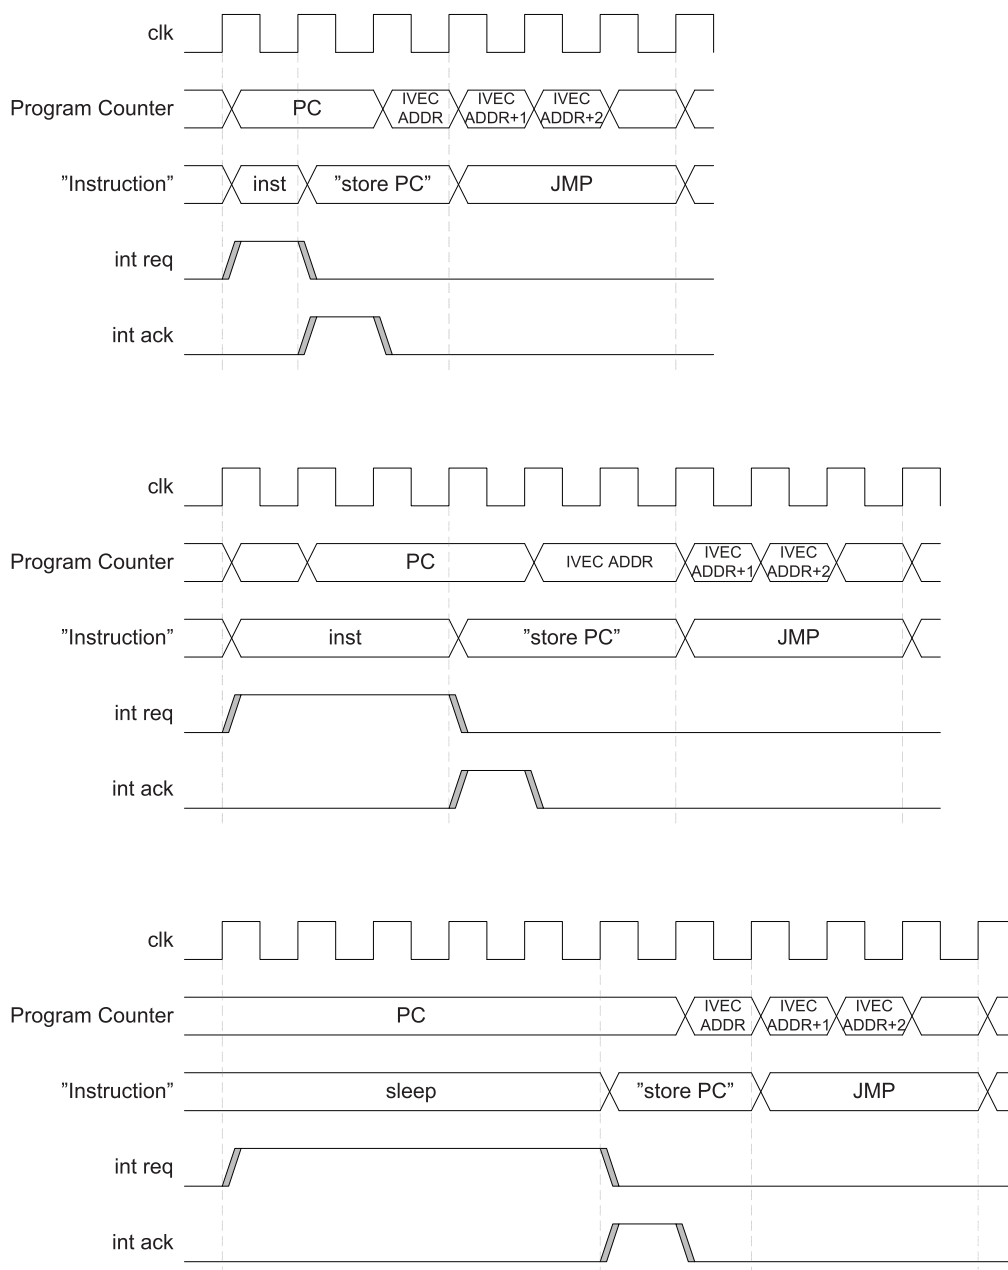 clk
Program Counter PC IVEC ADDR IVEC ADDR+1 IVEC ADDR+2
”Instruction” inst ”store PC” JMP
int req
int ack
clk
Program Counter PC IVEC ADDR IVEC ADDR+1 IVEC ADDR+2
”Instruction” inst ”store PC” JMP
int req
int ack
clk
Program Counter PC IVEC ADDR IVEC ADDR+1 IVEC ADDR+2
”Instruction” sleep ”store PC” JMP
int req
int ack